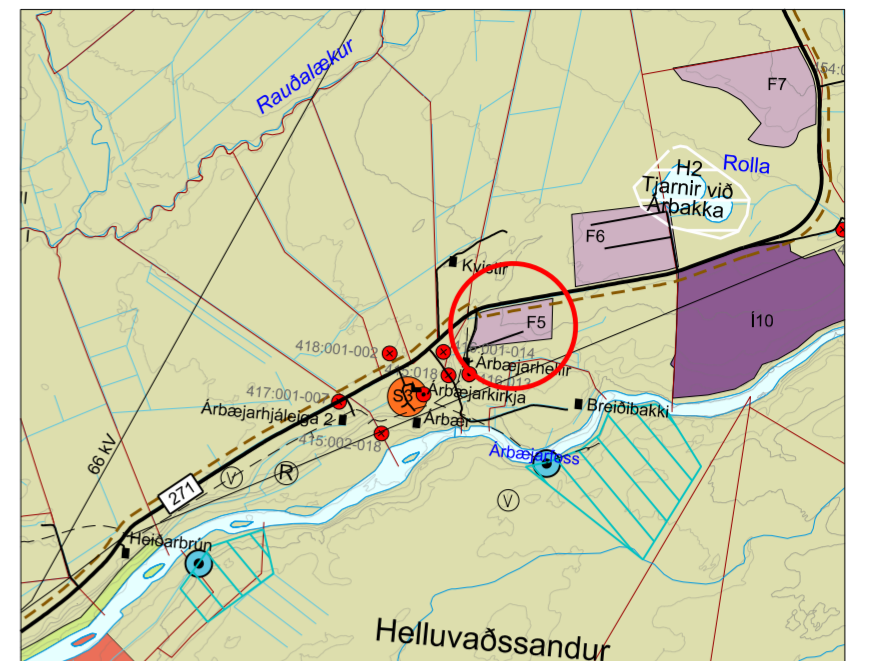 Rauðalækur
F7
H2
Tjarnir við
Árbakka
Rolla
F6
Kvistir
Í10
F5
418:001-002
Árbæjarhellir
417:001-007
S3
Árbæjarkirkja
Árbæjarhjáleiga 2
Árbær
Breiðibakki
415:002-018
Árbæjarfoss
66 kV
V
R
271
V
Heiðarbrún
Helluvaðssandur